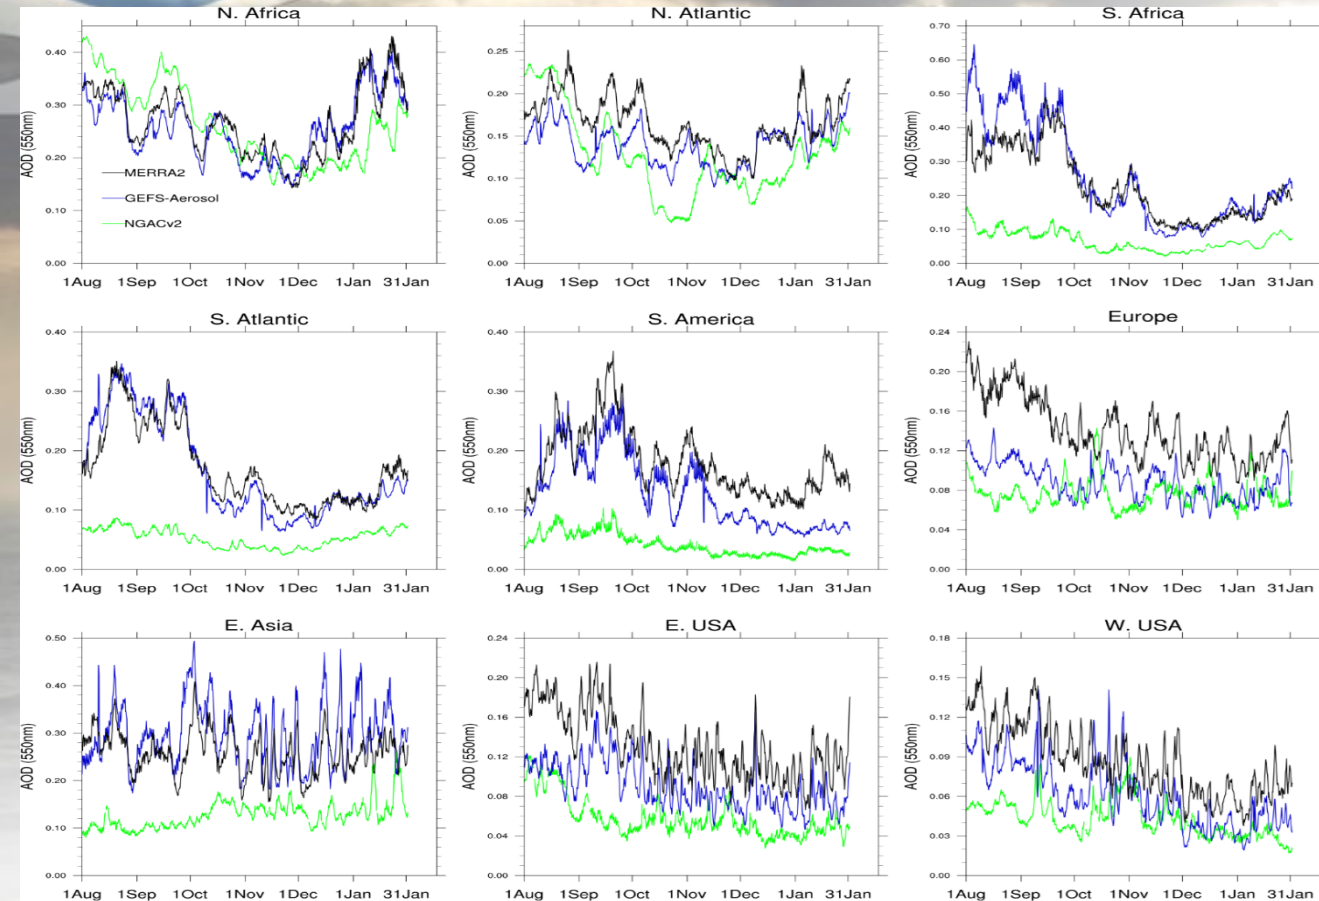 N. Africa
N. Atlantic
S. Africa
AOD (550nm)
0.40
0.30
0.20
0.10
0.00
MERRA2
GEFS-Aerosol
NGACv2
1Aug 1Sep 1Oct 1Nov 1Dec 1Jan 31Jan
AOD (550nm)
0.25
0.20
0.15
0.10
0.05
0.00
1Aug 1Sep 1Oct 1Nov 1Dec 1Jan 31Jan
AOD (550nm)
0.70
0.60
0.50
0.40
0.30
0.20
0.10
0.00
1Aug 1Sep 1Oct 1Nov 1Dec 1Jan 31Jan
S. Atlantic
S. America
Europe
AOD (550nm)
0.40
0.30
0.20
0.10
0.00
1Aug 1Sep 1Oct 1Nov 1Dec 1Jan 31Jan
AOD (550nm)
0.40
0.30
0.20
0.10
0.00
1Aug 1Sep 1Oct 1Nov 1Dec 1Jan 31Jan
AOD (550nm)
0.24
0.20
0.16
0.12
0.08
0.04
0.00
1Aug 1Sep 1Oct 1Nov 1Dec 1Jan 31Jan
E. Asia
E. USA
W. USA
AOD (550nm)
0.50
0.40
0.30
0.20
0.10
0.00
1Aug 1Sep 1Oct 1Nov 1Dec 1Jan 31Jan
AOD (550nm)
0.24
0.20
0.16
0.12
0.08
0.04
0.00
1Aug 1Sep 1Oct 1Nov 1Dec 1Jan 31Jan
AOD (550nm)
0.18
0.15
0.12
0.09
0.06
0.03
0.00
1Aug 1Sep 1Oct 1Nov 1Dec 1Jan 31Jan